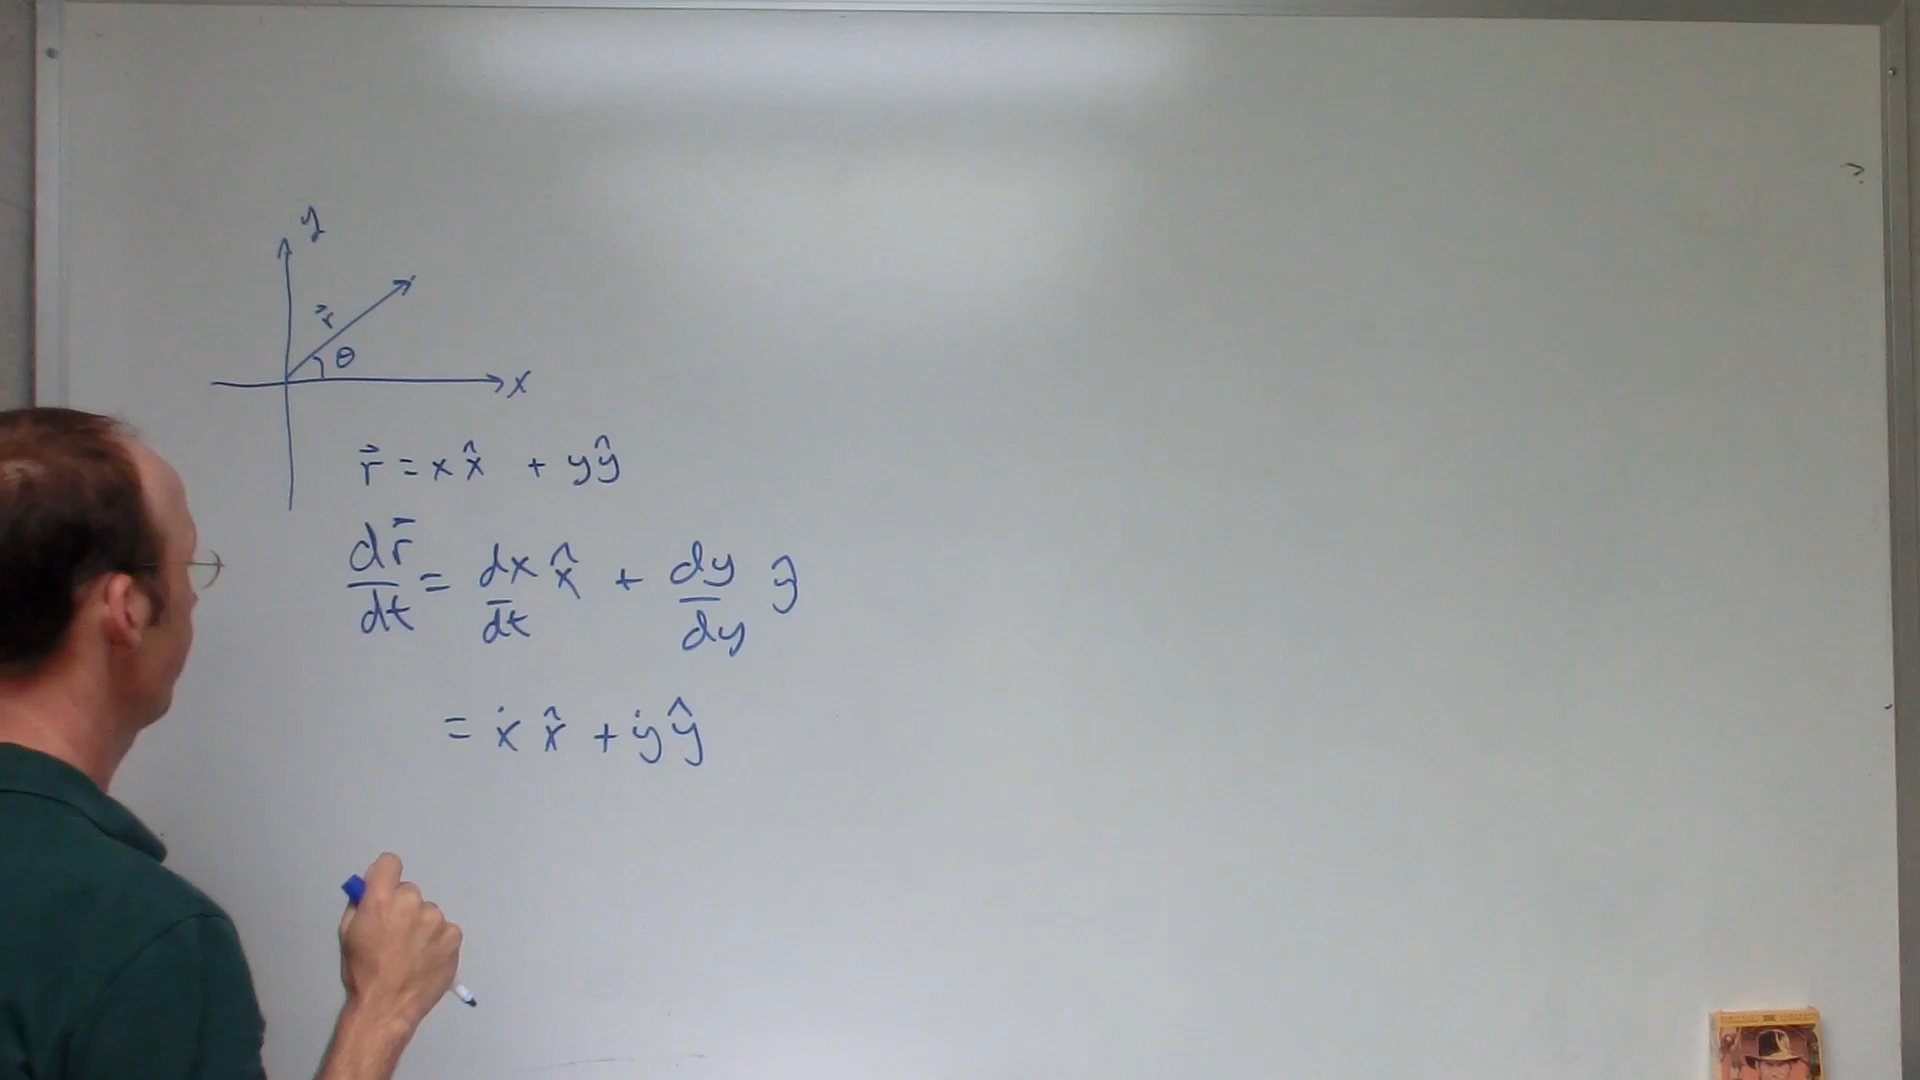 y
r⃗
θ
x
r⃗ = x x̂ + y ŷ
dr⃗/dt = dx/dt x̂ + dy/dy ŷ
= ẋ x̂ + ẏ ŷ